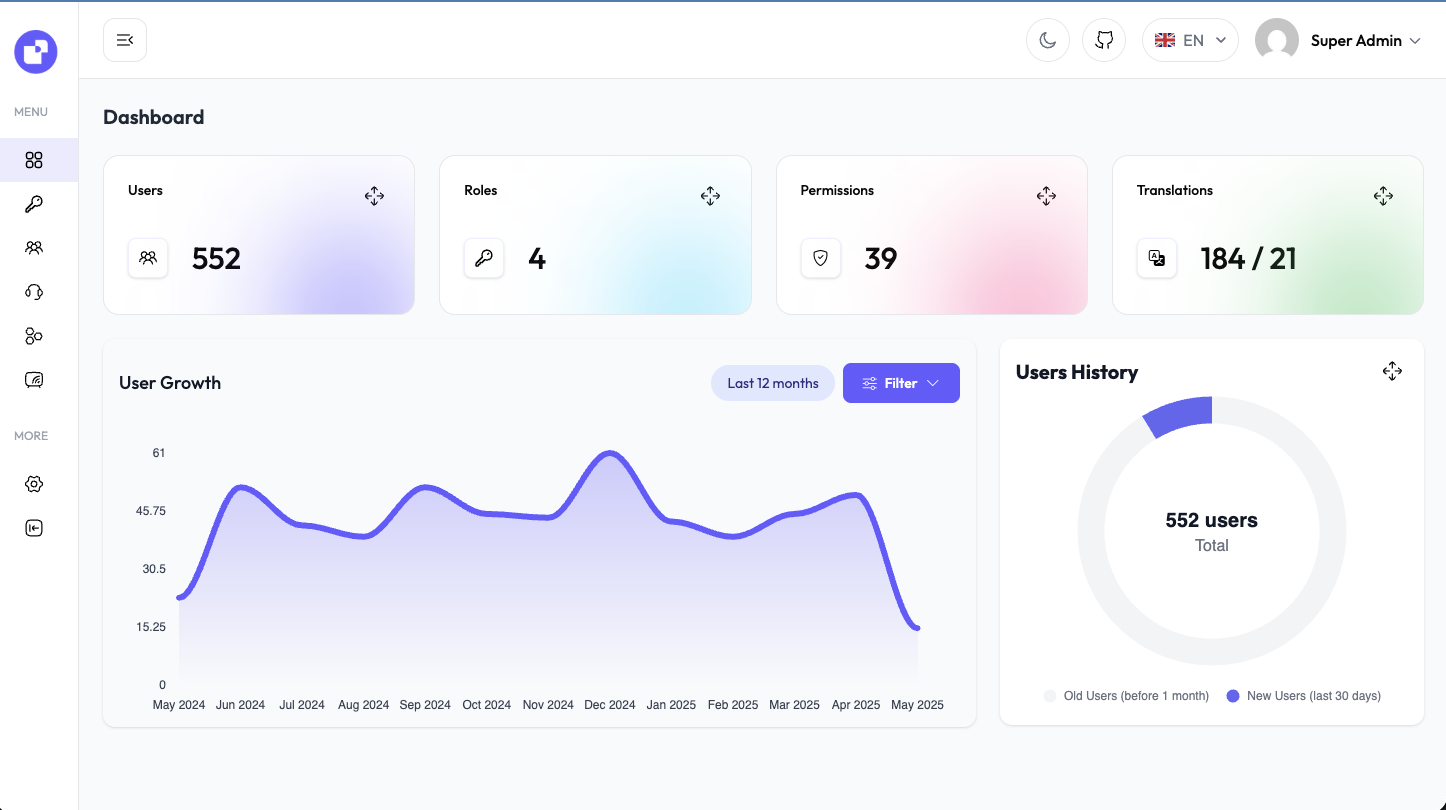 EN
Super Admin
MENU
Dashboard
Users
Roles
Permissions
Translations
552
4
39
184 / 21
User Growth
Last 12 months
Filter
Users History
61
45.75
30.5
15.25
0
May 2024 Jun 2024 Jul 2024 Aug 2024 Sep 2024 Oct 2024 Nov 2024 Dec 2024 Jan 2025 Feb 2025 Mar 2025 Apr 2025 May 2025
552 users
Total
Old Users (before 1 month)
New Users (last 30 days)
MORE